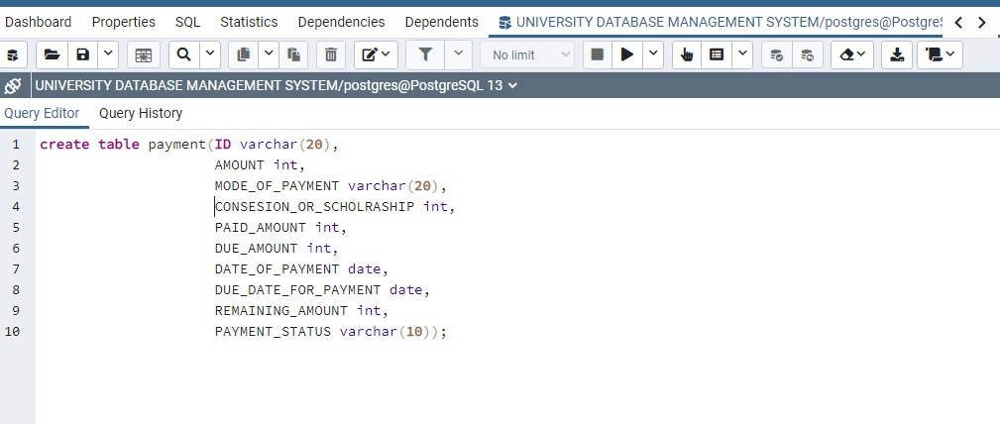 Dashboard Properties SQL Statistics Dependencies Dependents UNIVERSITY DATABASE MANAGEMENT SYSTEM/postgres@Postgre
No limit
UNIVERSITY DATABASE MANAGEMENT SYSTEM/postgres@PostgreSQL 13
Query Editor Query History
1 create table payment(ID varchar(20),
2 AMOUNT int,
3 MODE_OF_PAYMENT varchar(20),
4 CONSESION_OR_SCHOLRASHIP int,
5 PAID_AMOUNT int,
6 DUE_AMOUNT int,
7 DATE_OF_PAYMENT date,
8 DUE_DATE_FOR_PAYMENT date,
9 REMAINING_AMOUNT int,
10 PAYMENT_STATUS varchar(10));